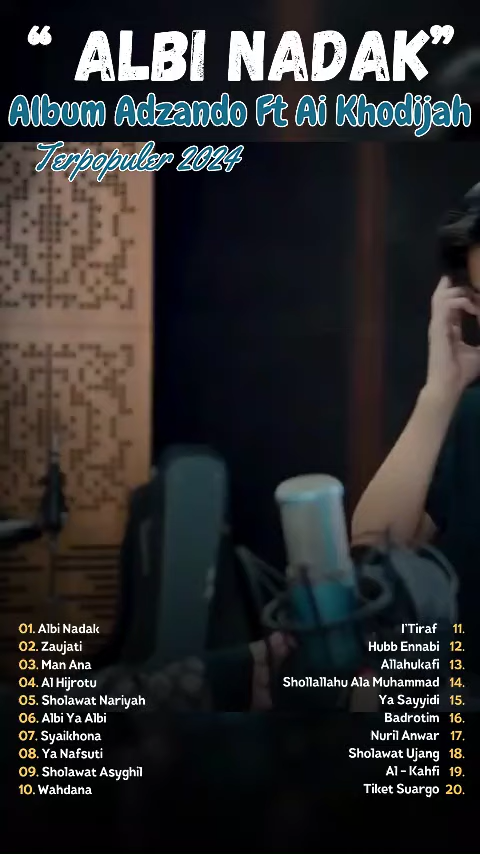 “ ALBI NADAK”
Album Adzando Ft Ai Khodijah
Terpopuler 2024
01. Albi Nadak
02. Zaujati
03. Man Ana
04. Al Hijrotu
05. Sholawat Nariyah
06. Albi Ya Albi
07. Syaikhona
08. Ya Nafsuti
09. Sholawat Asyghil
10. Wahdana
I'Tiraf 11.
Hubb Ennabi 12.
Allahukafi 13.
Shollallahu Ala Muhammad 14.
Ya Sayyidi 15.
Badrotim 16.
Nuril Anwar 17.
Sholawat Ujang 18.
Al - Kahfi 19.
Tiket Suargo 20.